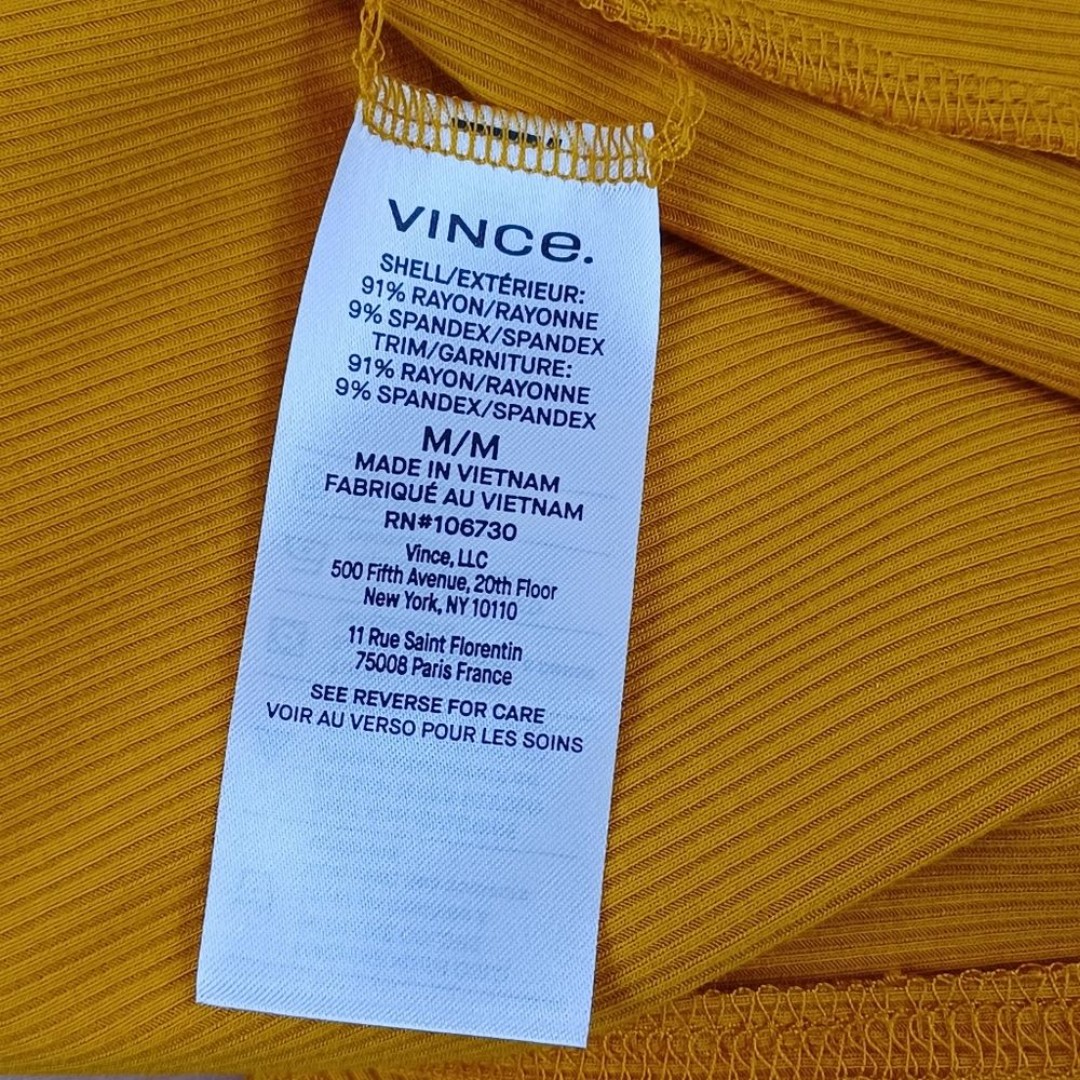 VINCE.
SHELL/EXTÉRIEUR:
91% RAYON/RAYONNE
9% SPANDEX/SPANDEX
TRIM/GARNITURE:
91% RAYON/RAYONNE
9% SPANDEX/SPANDEX
M/M
MADE IN VIETNAM
FABRIQUÉ AU VIETNAM
RN#106730
Vince, LLC
500 Fifth Avenue, 20th Floor
New York, NY 10110
11 Rue Saint Florentin
75008 Paris France
SEE REVERSE FOR CARE
VOIR AU VERSO POUR LES SOINS